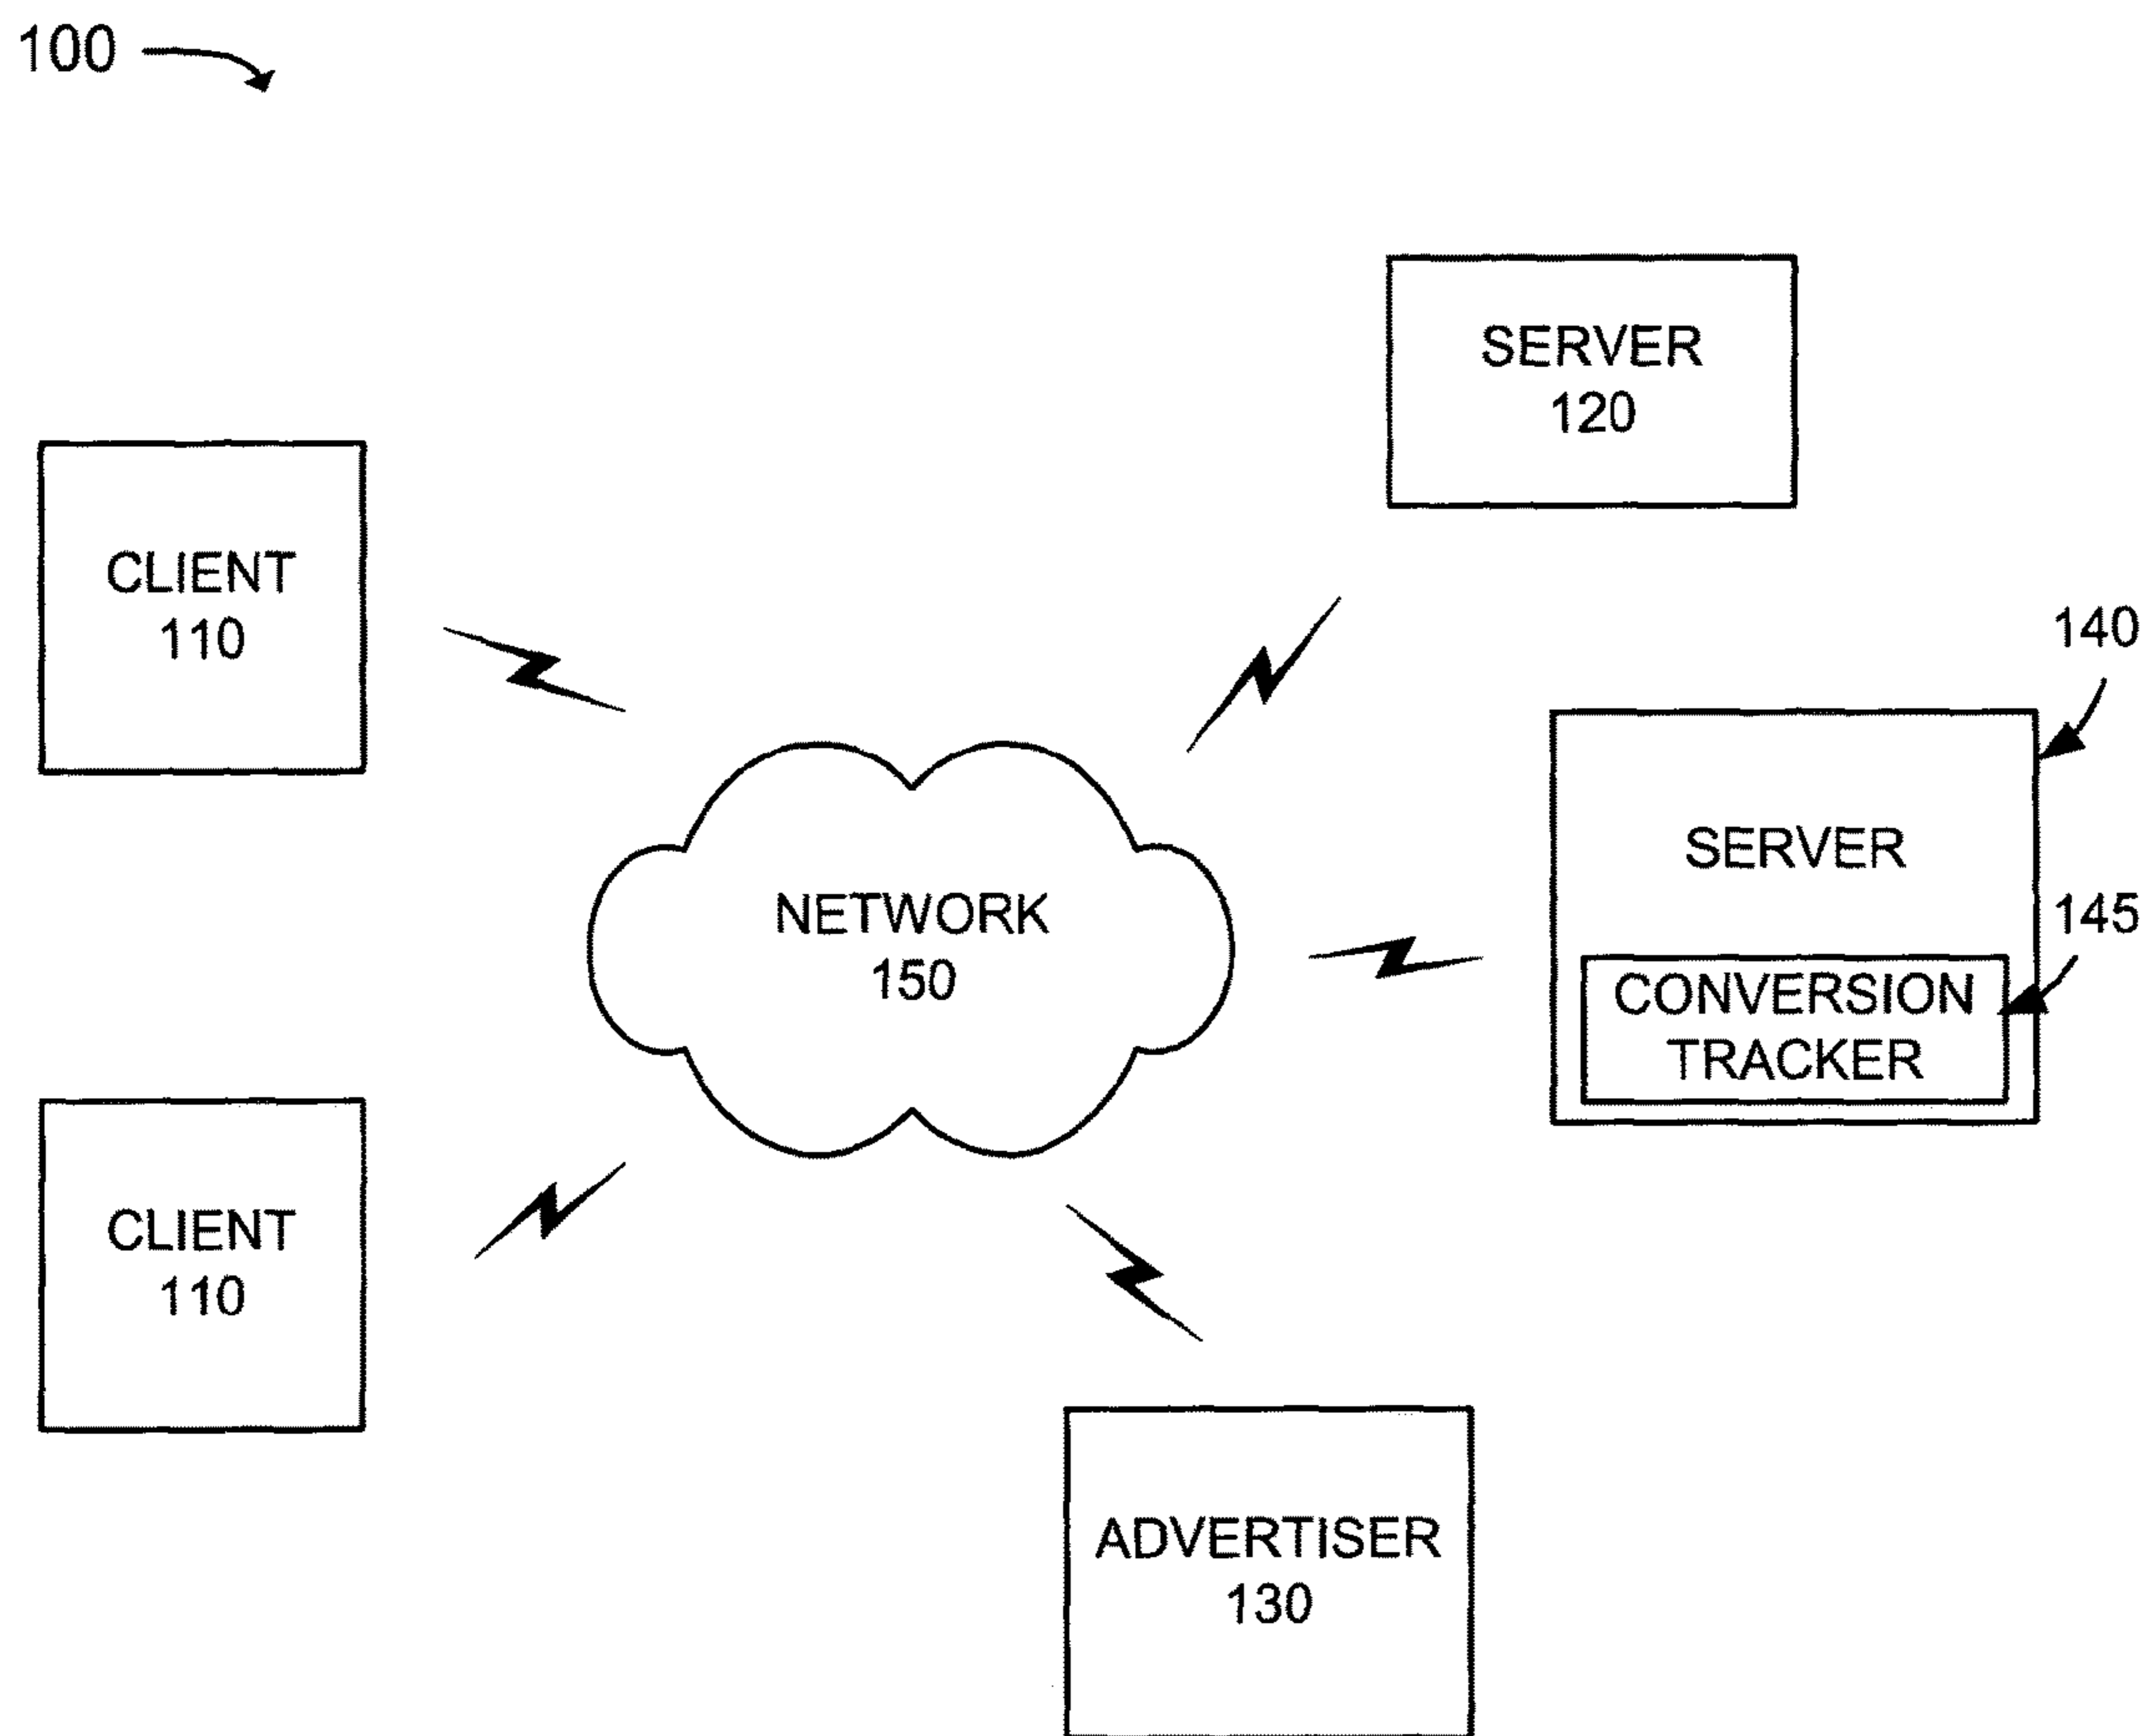 100
SERVER
120
CLIENT
110
140
SERVER
145
NETWORK
150
CONVERSION
TRACKER
CLIENT
110
ADVERTISER
130